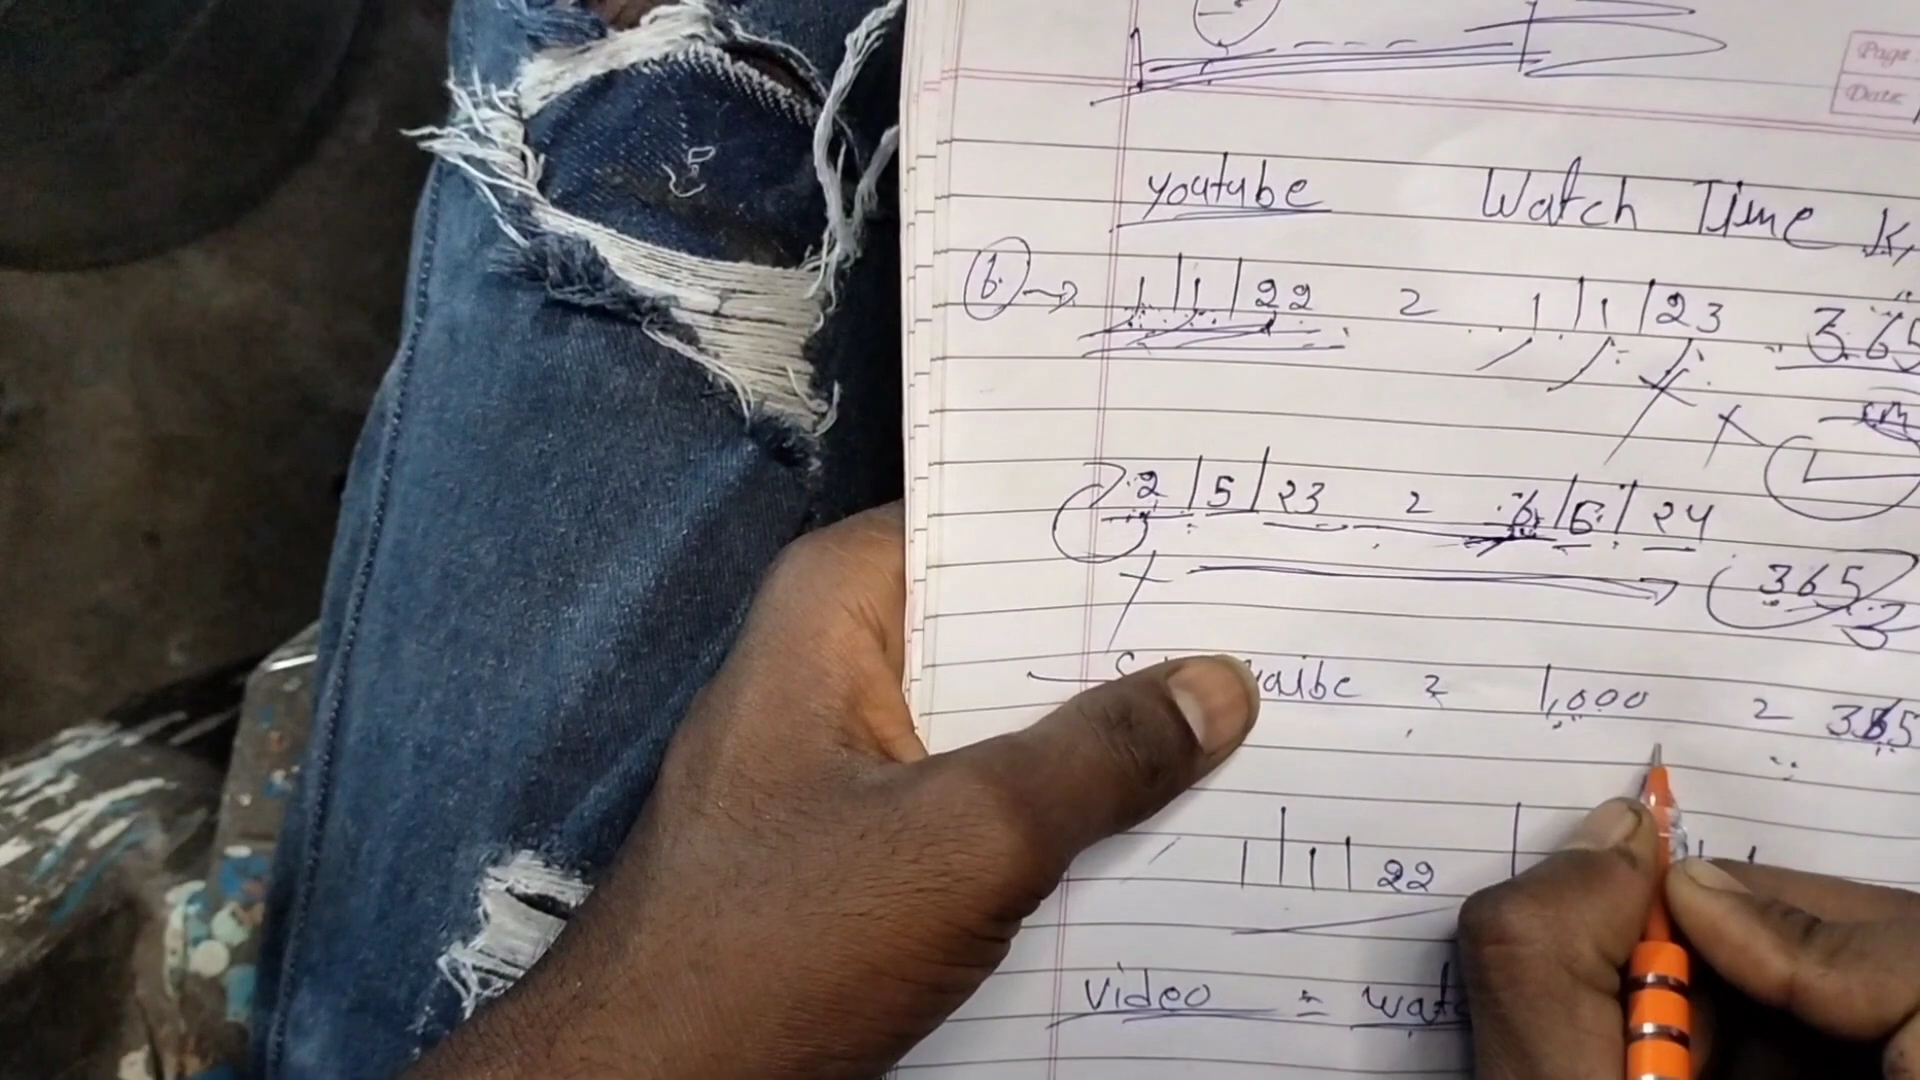 Page
Date
youtube Watch Time
6 → 1|1|22 2 1|1|23 365
2|5|23 2 6|6|24
365
2 1,000 2 365
1|1|22
video =